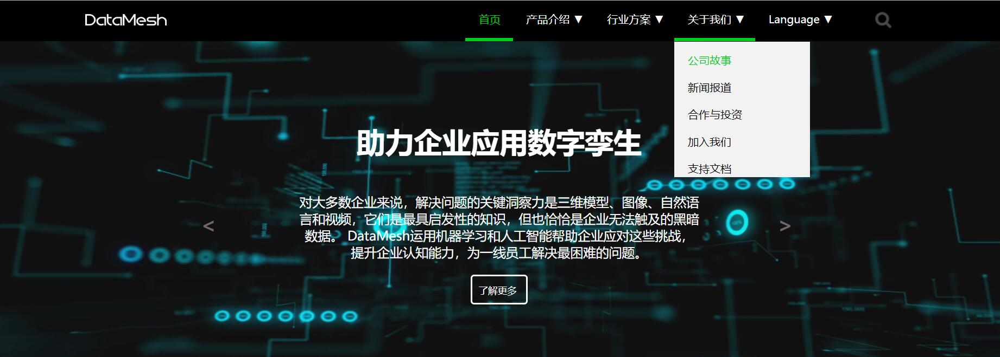 DataMesh
首页
产品介绍 ▼
行业方案 ▼
关于我们 ▼
Language ▼
公司故事
新闻报道
合作与投资
加入我们
支持文档
助力企业应用数字孪生
对大多数企业来说，解决问题的关键洞察力是三维模型、图像、自然语
言和视频，它们是最具启发性的知识，但也恰恰是企业无法触及的黑暗
数据。 DataMesh运用机器学习和人工智能帮助企业应对这些挑战，
提升企业认知能力，为一线员工解决最困难的问题。
<
>
了解更多
150.000